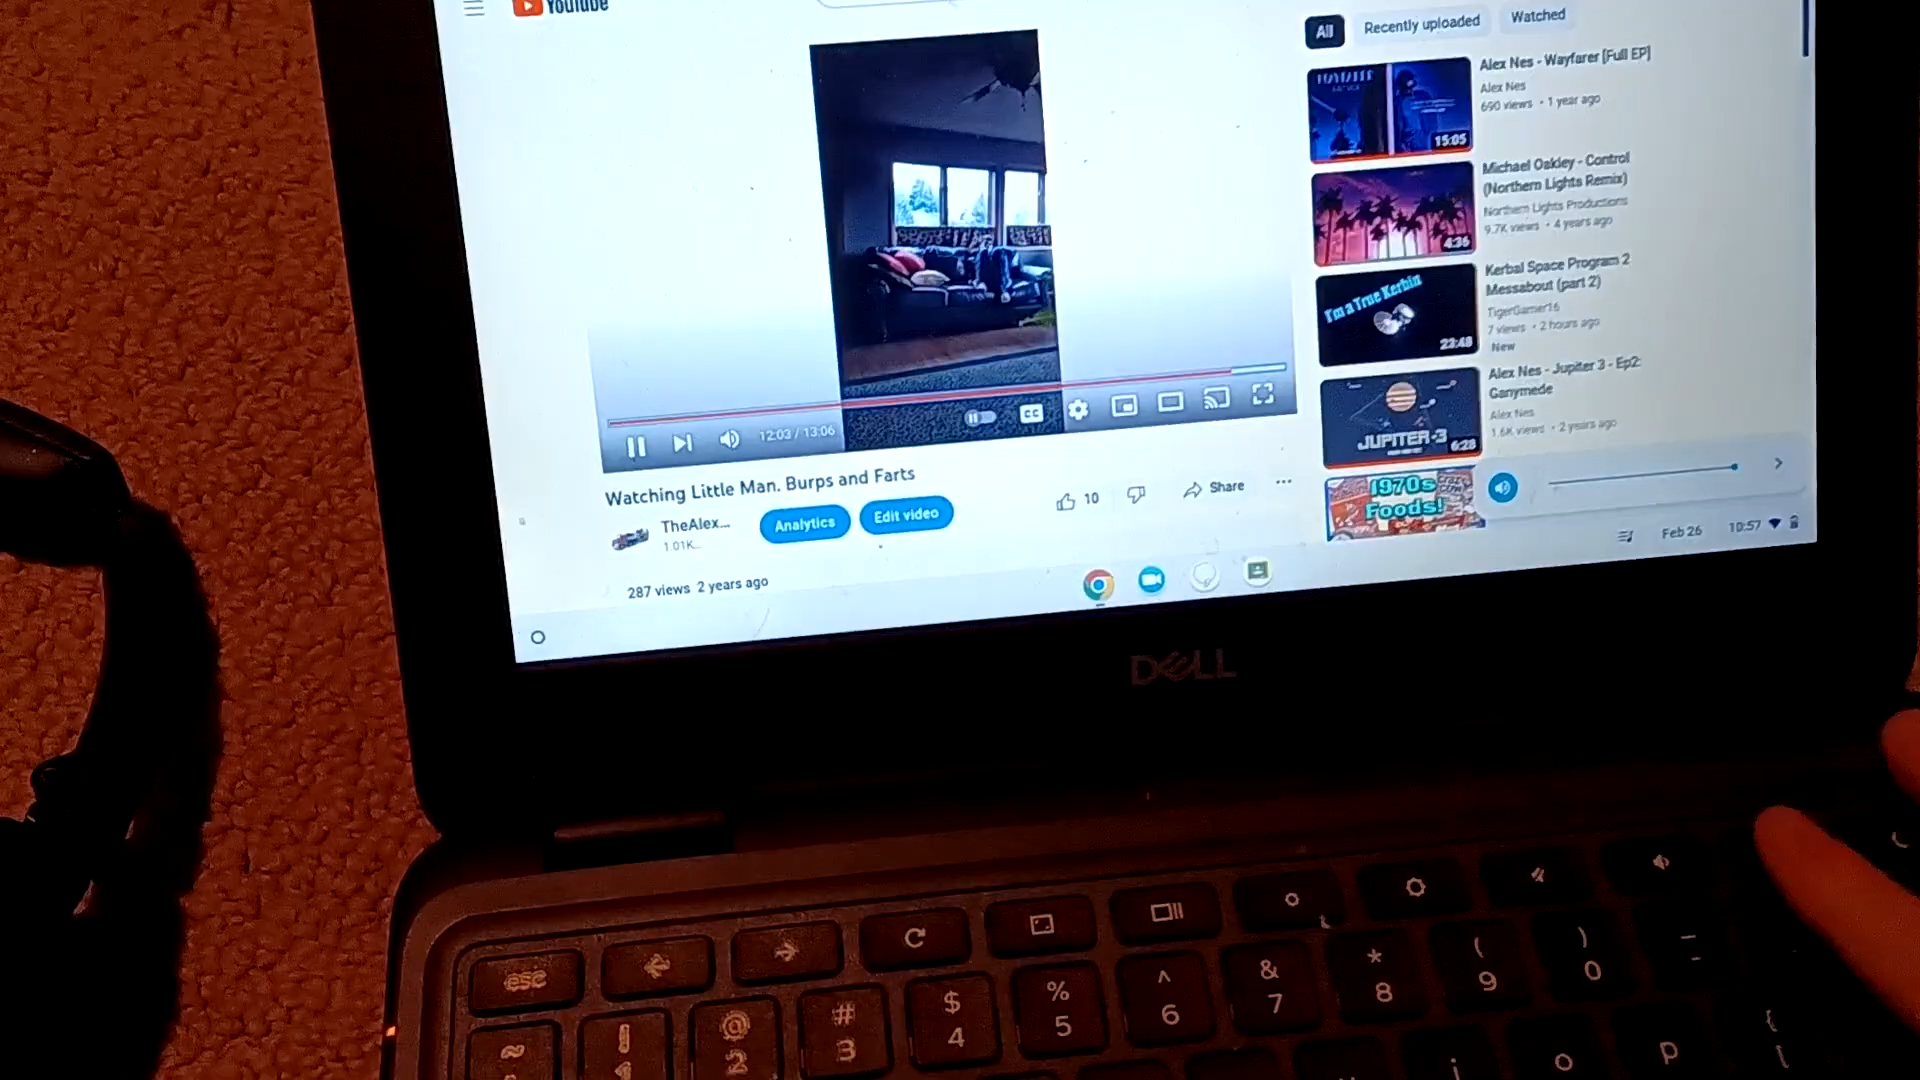 YouTube
All
Recently uploaded
Watched
Alex Nes - Wayfarer [Full EP]
Alex Nes
690 views • 1 year ago
15:05
Michael Oakley - Control
(Northern Lights Remix)
Northern Lights Productions
9.7K views • 4 years ago
4:36
I'm a True Kerbin
23:48
Kerbal Space Program 2
Messabout (part 2)
TigerGamer16
7 views • 2 hours ago
New
JUPITER-3
6:28
Alex Nes - Jupiter 3 - Ep2:
Ganymede
Alex Nes
1.6K views • 2 years ago
1970s
Foods!
12:03 / 13:06
CC
Watching Little Man. Burps and Farts
TheAlex...
1.01K...
Analytics
Edit video
10
Share
287 views 2 years ago
Feb 26
10:57
DELL
esc
~
!
1
@
2
#
3
$
4
%
5
^
6
&
7
*
8
(
9
)
0
_
-
i
o
p
{
[